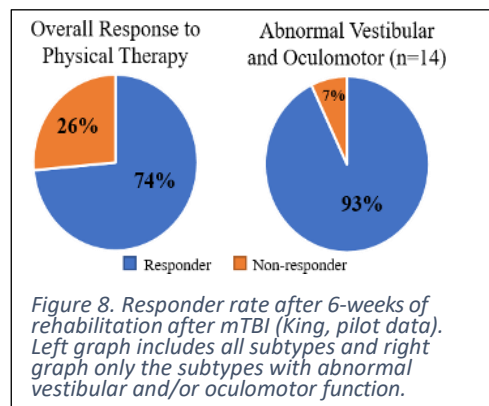 Overall Response to
Physical Therapy
Abnormal Vestibular
and Oculomotor (n=14)
26%
74%
7%
93%
Responder
Non-responder
Figure 8. Responder rate after 6-weeks of
rehabilitation after mTBI (King, pilot data).
Left graph includes all subtypes and right
graph only the subtypes with abnormal
vestibular and/or oculomotor function.